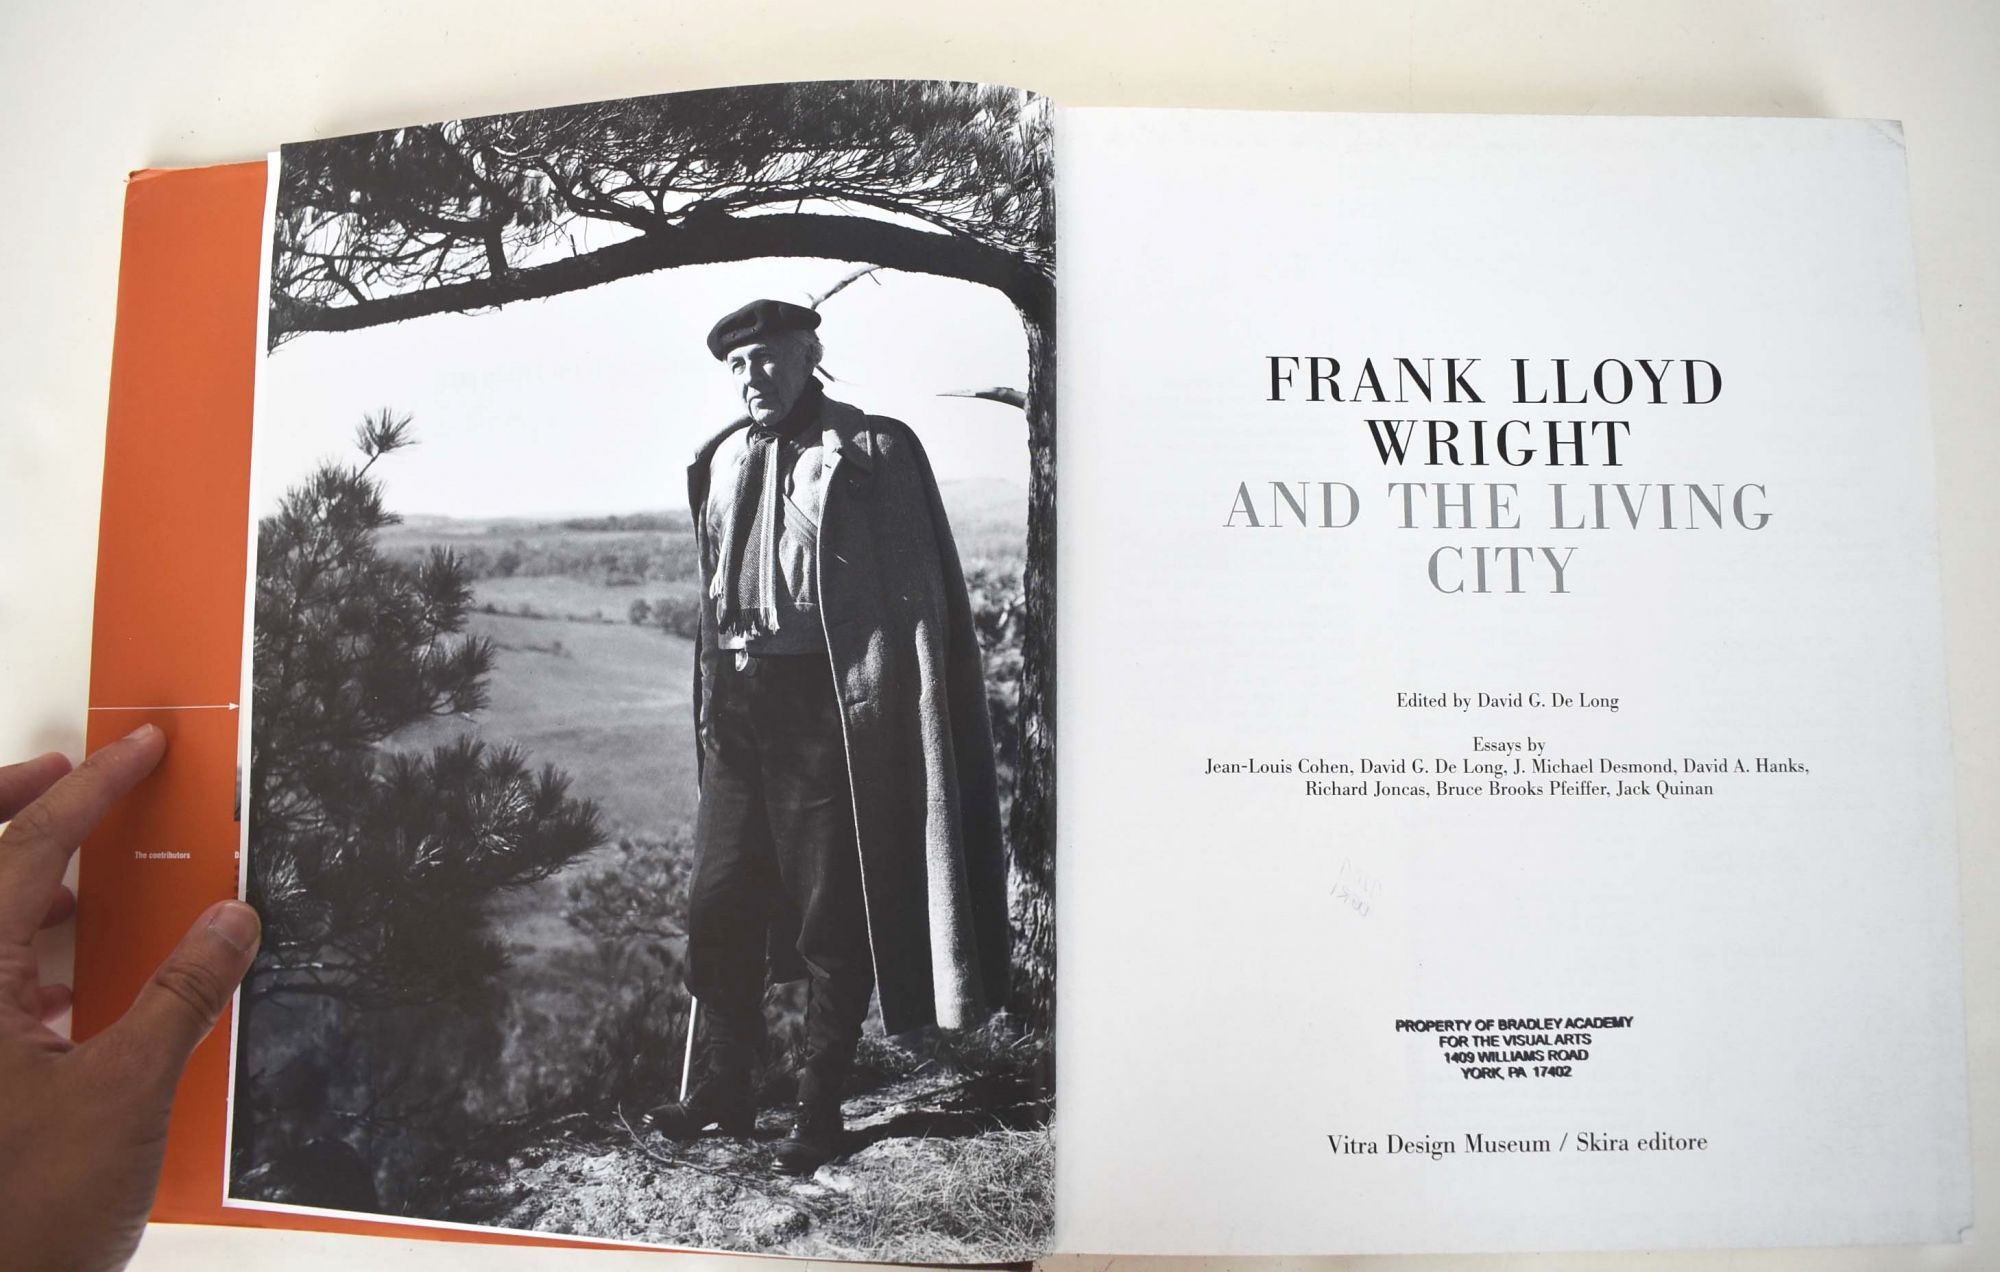 The contributors
FRANK LLOYD
WRIGHT
AND THE LIVING
CITY
Edited by David G. De Long
Essays by
Jean-Louis Cohen, David G. De Long, J. Michael Desmond, David A. Hanks,
Richard Joncas, Bruce Brooks Pfeiffer, Jack Quinan
PROPERTY OF BRADLEY ACADEMY
FOR THE VISUAL ARTS
1409 WILLIAMS ROAD
YORK, PA 17402
Vitra Design Museum / Skira editore